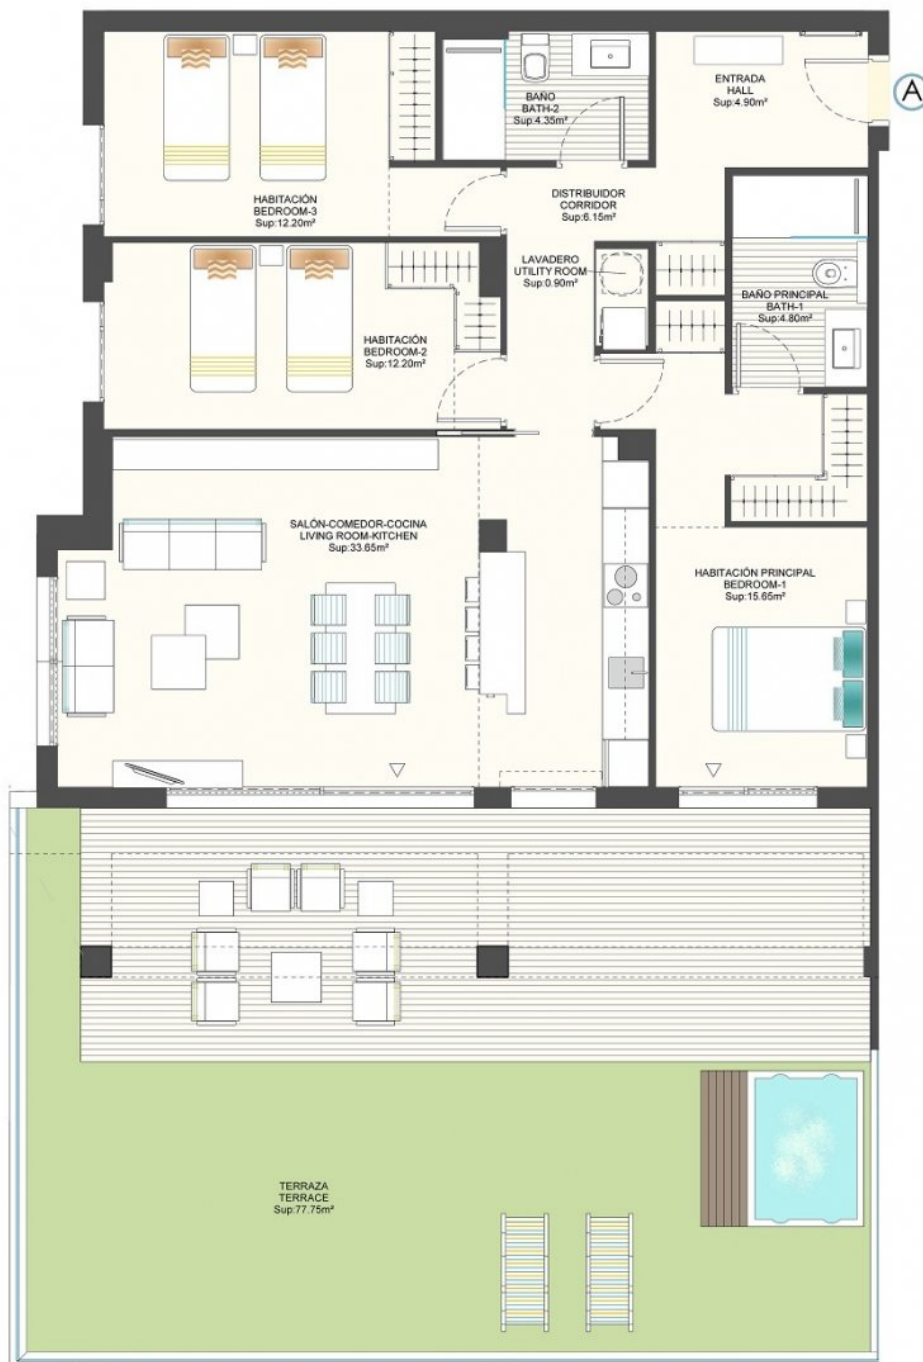 BAÑO
BATH-2
Sup:4.35m²
ENTRADA
HALL
Sup:4.90m²
A
HABITACIÓN
BEDROOM-3
Sup:12.20m²
DISTRIBUIDOR
CORRIDOR
Sup:6.15m²
LAVADERO
UTILITY ROOM
Sup:0.90m²
BAÑO PRINCIPAL
BATH-1
Sup:4.80m²
HABITACIÓN
BEDROOM-2
Sup:12.20m²
SALÓN-COMEDOR-COCINA
LIVING ROOM-KITCHEN
Sup:33.65m²
HABITACIÓN PRINCIPAL
BEDROOM-1
Sup:15.65m²
TERRAZA
TERRACE
Sup:77.75m²